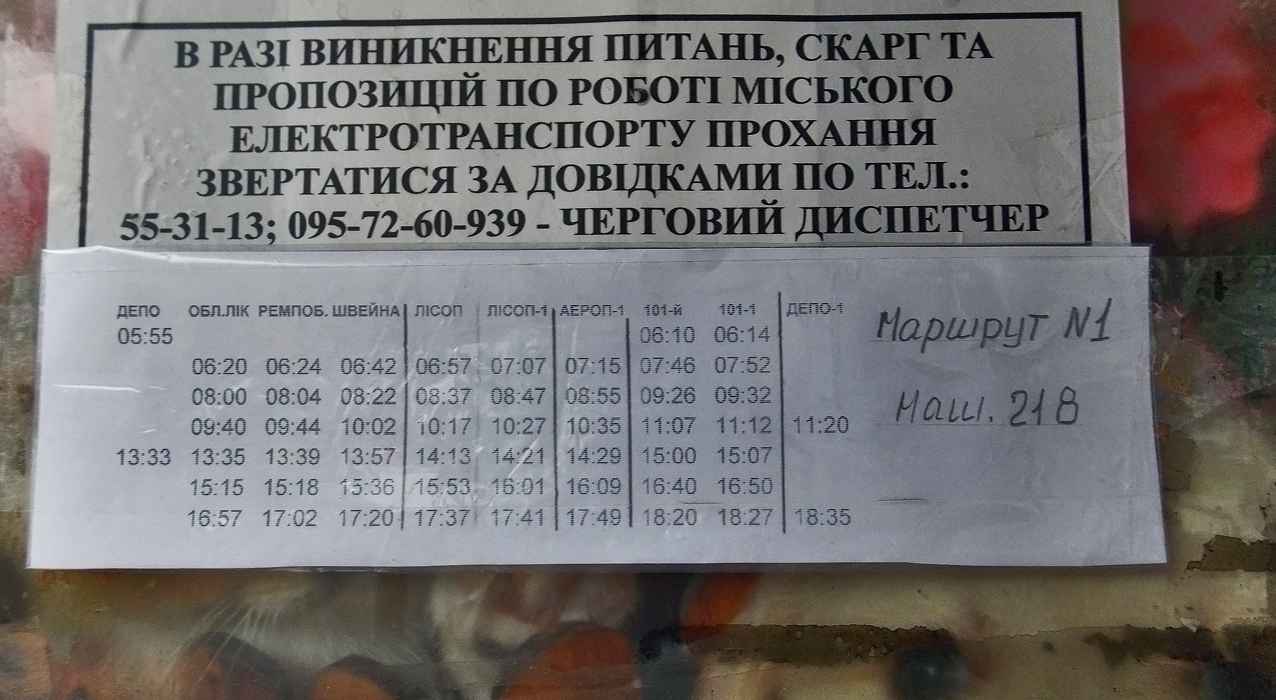 В РАЗІ ВИНИКНЕННЯ ПИТАНЬ, СКАРГ ТА
ПРОПОЗИЦІЙ ПО РОБОТІ МІСЬКОГО
ЕЛЕКТРОТРАНСПОРТУ ПРОХАННЯ
ЗВЕРТАТИСЯ ЗА ДОВІДКАМИ ПО ТЕЛ.:
55-31-13; 095-72-60-939 - ЧЕРГОВИЙ ДИСПЕТЧЕР
ДЕПО ОБЛ.ЛІК РЕМПОБ. ШВЕЙНА ЛІСОП ЛІСОП-1 АЕРОП-1 101-й 101-1 ДЕПО-1
05:55 06:10 06:14
06:20 06:24 06:42 06:57 07:07 07:15 07:46 07:52
08:00 08:04 08:22 08:37 08:47 08:55 09:26 09:32
09:40 09:44 10:02 10:17 10:27 10:35 11:07 11:12 11:20
13:33 13:35 13:39 13:57 14:13 14:21 14:29 15:00 15:07
15:15 15:18 15:36 15:53 16:01 16:09 16:40 16:50
16:57 17:02 17:20 17:37 17:41 17:49 18:20 18:27 18:35
Маршрут N1
Маш. 218